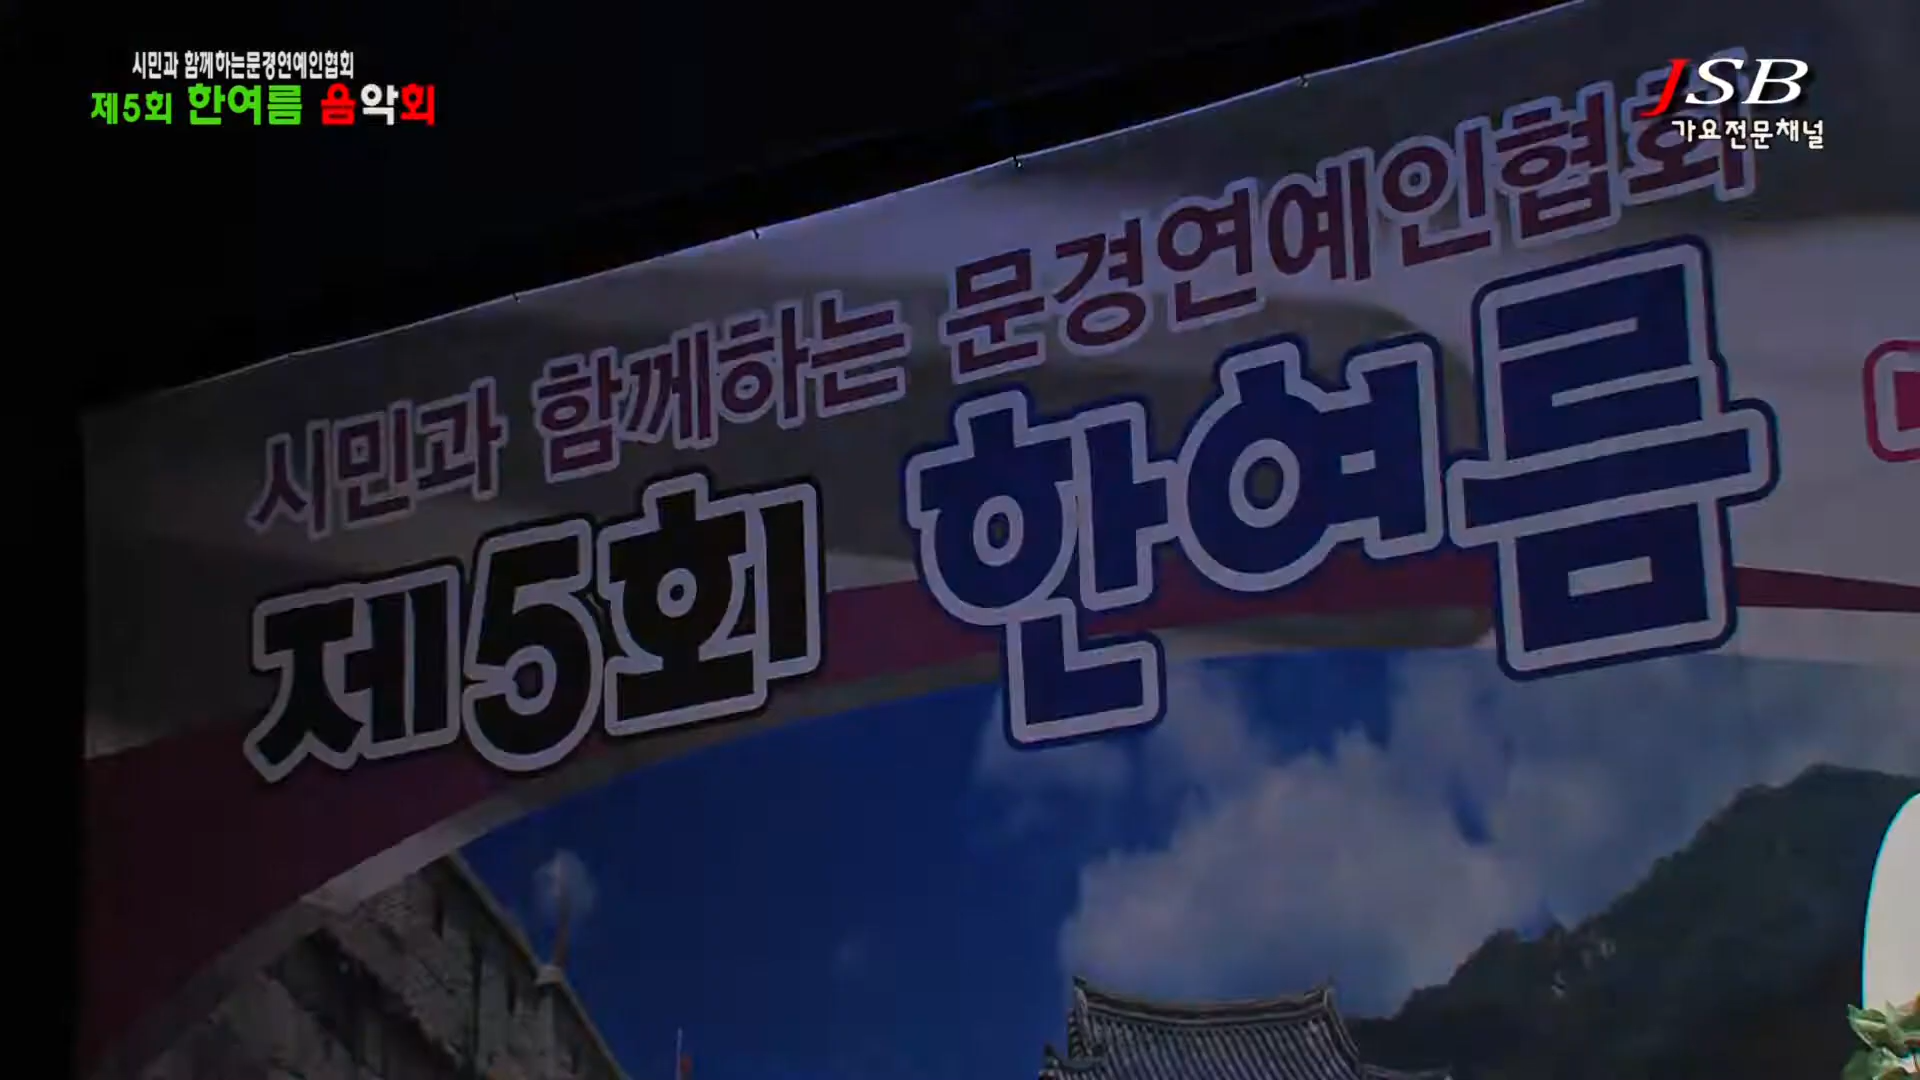 시민과 함께하는문경연예인협회
제5회 한여름 음악회
JSB
가요전문채널
시민과 함께하는 문경연예인협회
제5회 한여름